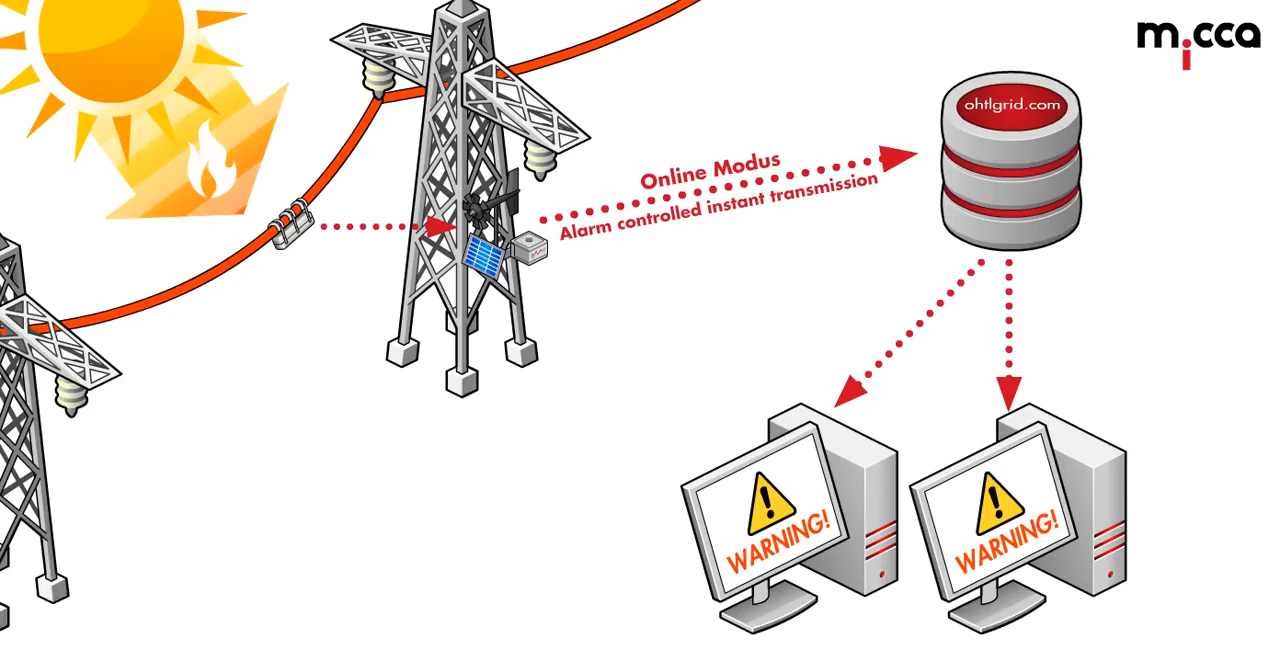 micca
ohtlgrid.com
Online Modus
Alarm controlled instant transmission
WARNING!
WARNING!